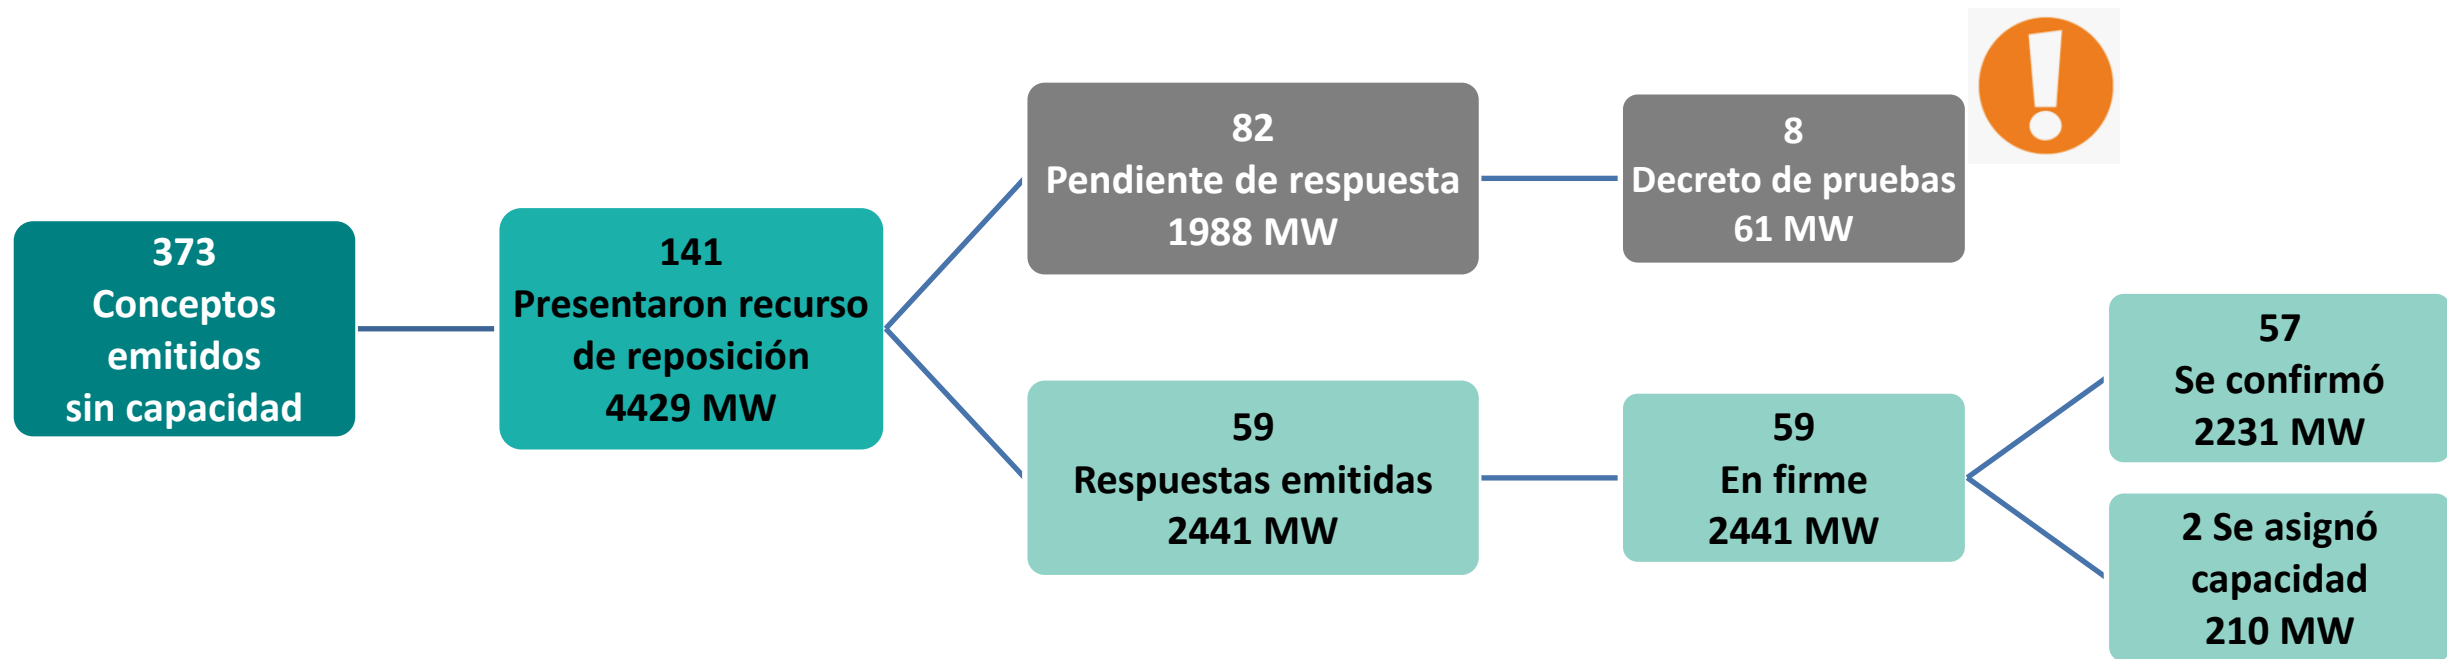 373
Conceptos
emitidos
sin capacidad
141
Presentaron recurso
de reposición
4429 MW
82
Pendiente de respuesta
1988 MW
8
Decreto de pruebas
61 MW
59
Respuestas emitidas
2441 MW
59
En firme
2441 MW
57
Se confirmó
2231 MW
2 Se asignó
capacidad
210 MW